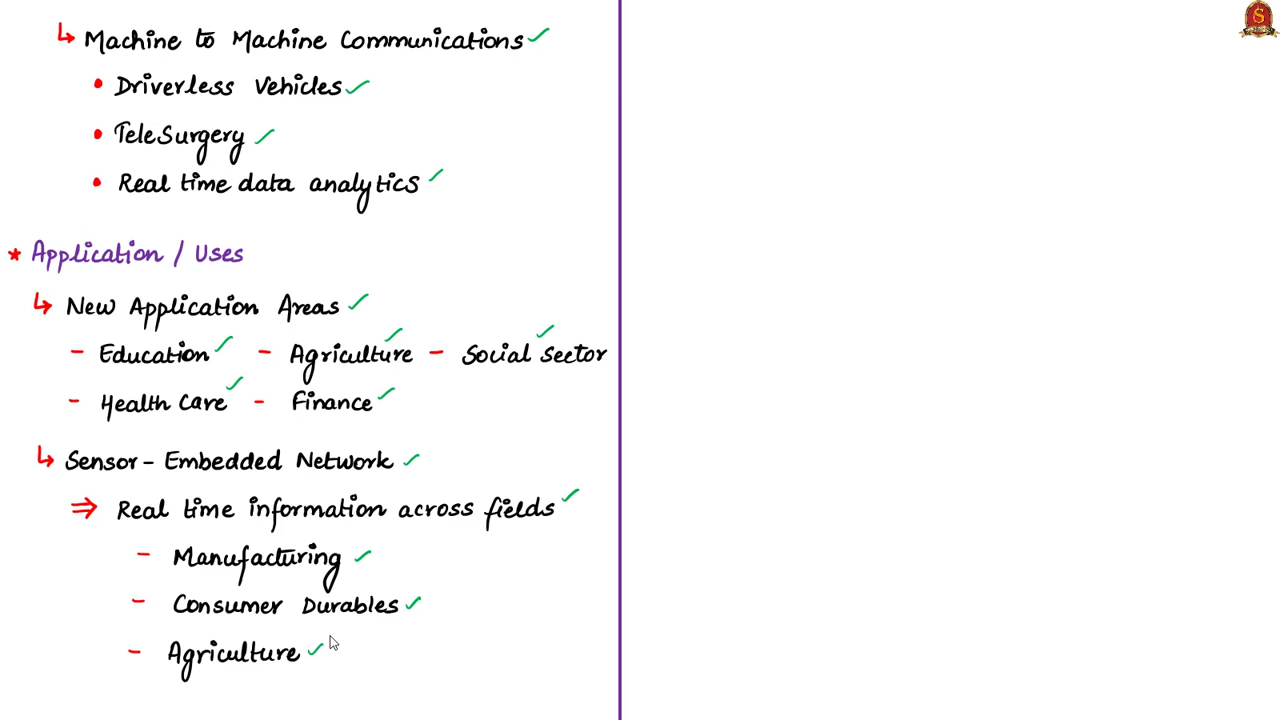 ↳ Machine to Machine Communications ✓
• Driverless Vehicles ✓
• TeleSurgery ✓
• Real time data analytics ✓
* Application / Uses
↳ New Application Areas ✓
- Education ✓ - Agriculture ✓ - Social Sector ✓
- Health Care ✓ - Finance ✓
↳ Sensor - Embedded Network ✓
⇒ Real time information across fields ✓
- Manufacturing ✓
- Consumer Durables ✓
- Agriculture ✓
S